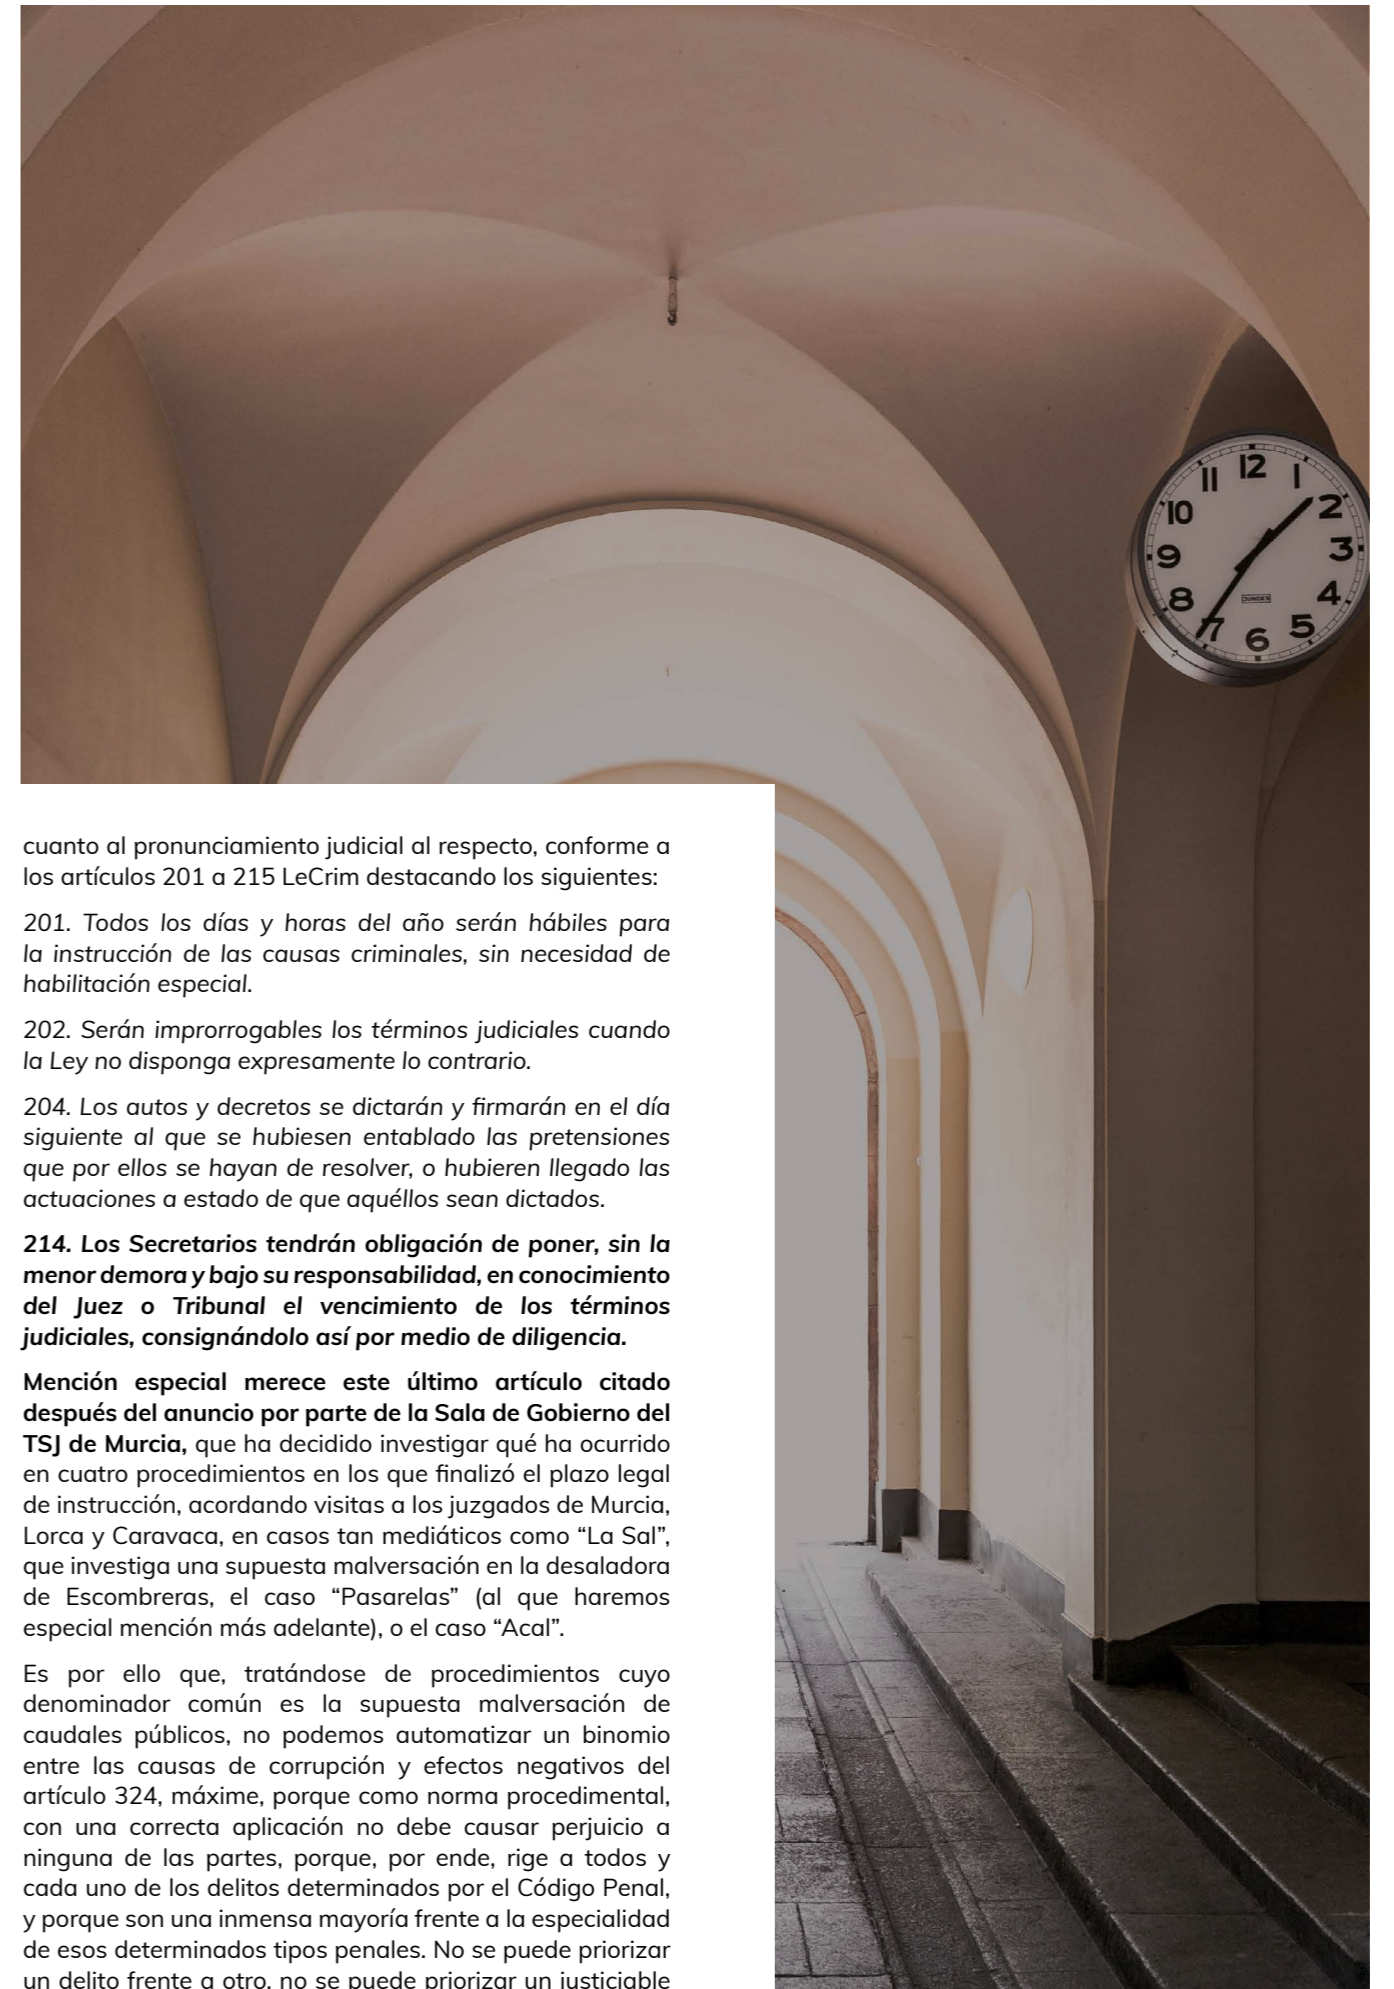 11 12 1
10 2
9 3
8 4
7 6 5
JUNDES
cuanto al pronunciamiento judicial al respecto, conforme a
los artículos 201 a 215 LeCrim destacando los siguientes:
201. Todos los días y horas del año serán hábiles para
la instrucción de las causas criminales, sin necesidad de
habilitación especial.
202. Serán improrrogables los términos judiciales cuando
la Ley no disponga expresamente lo contrario.
204. Los autos y decretos se dictarán y firmarán en el día
siguiente al que se hubiesen entablado las pretensiones
que por ellos se hayan de resolver, o hubieren llegado las
actuaciones a estado de que aquéllos sean dictados.
214. Los Secretarios tendrán obligación de poner, sin la
menor demora y bajo su responsabilidad, en conocimiento
del Juez o Tribunal el vencimiento de los términos
judiciales, consignándolo así por medio de diligencia.
Mención especial merece este último artículo citado
después del anuncio por parte de la Sala de Gobierno del
TSJ de Murcia, que ha decidido investigar qué ha ocurrido
en cuatro procedimientos en los que finalizó el plazo legal
de instrucción, acordando visitas a los juzgados de Murcia,
Lorca y Caravaca, en casos tan mediáticos como “La Sal”,
que investiga una supuesta malversación en la desaladora
de Escombreras, el caso “Pasarelas” (al que haremos
especial mención más adelante), o el caso “Acal”.
Es por ello que, tratándose de procedimientos cuyo
denominador común es la supuesta malversación de
caudales públicos, no podemos automatizar un binomio
entre las causas de corrupción y efectos negativos del
artículo 324, máxime, porque como norma procedimental,
con una correcta aplicación no debe causar perjuicio a
ninguna de las partes, porque, por ende, rige a todos y
cada uno de los delitos determinados por el Código Penal,
y porque son una inmensa mayoría frente a la especialidad
de esos determinados tipos penales. No se puede priorizar
un delito frente a otro, no se puede priorizar un justiciable